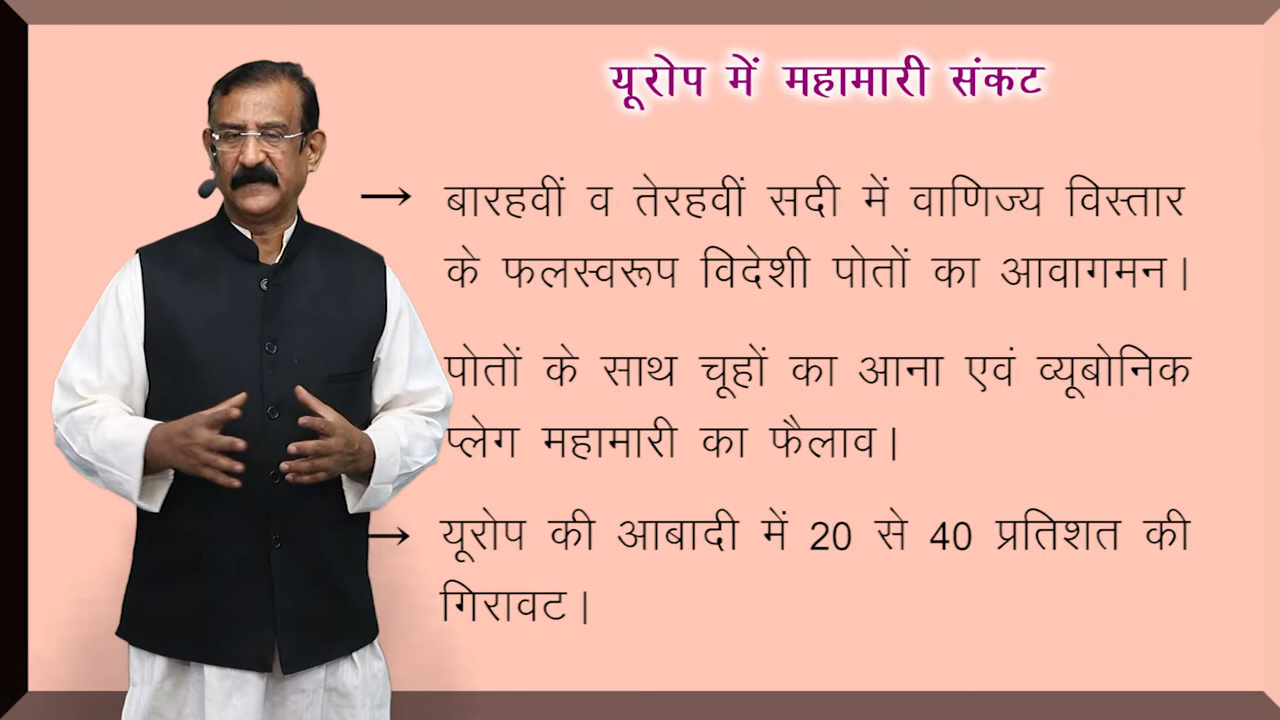 यूरोप में महामारी संकट
→ बारहवीं व तेरहवीं सदी में वाणिज्य विस्तार
के फलस्वरूप विदेशी पोतों का आवागमन।
पोतों के साथ चूहों का आना एवं व्यूबोनिक
प्लेग महामारी का फैलाव।
→ यूरोप की आबादी में 20 से 40 प्रतिशत की
गिरावट।